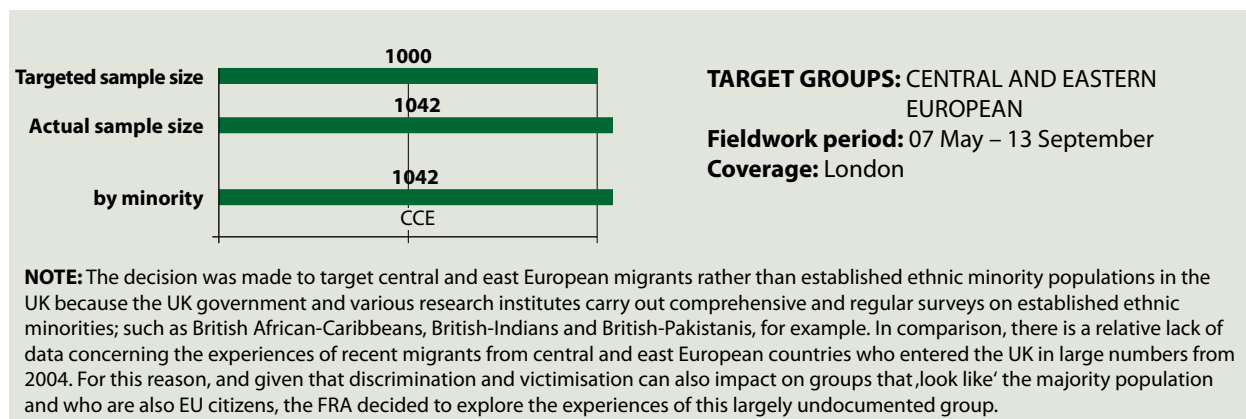 1000
Targeted sample size
1042
Actual sample size
1042
by minority
CCE
TARGET GROUPS: CENTRAL AND EASTERN
EUROPEAN
Fieldwork period: 07 May – 13 September
Coverage: London
NOTE: The decision was made to target central and east European migrants rather than established ethnic minority populations in the
UK because the UK government and various research institutes carry out comprehensive and regular surveys on established ethnic
minorities; such as British African-Caribbeans, British-Indians and British-Pakistanis, for example. In comparison, there is a relative lack of
data concerning the experiences of recent migrants from central and east European countries who entered the UK in large numbers from
2004. For this reason, and given that discrimination and victimisation can also impact on groups that ‚look like‘ the majority population
and who are also EU citizens, the FRA decided to explore the experiences of this largely undocumented group.